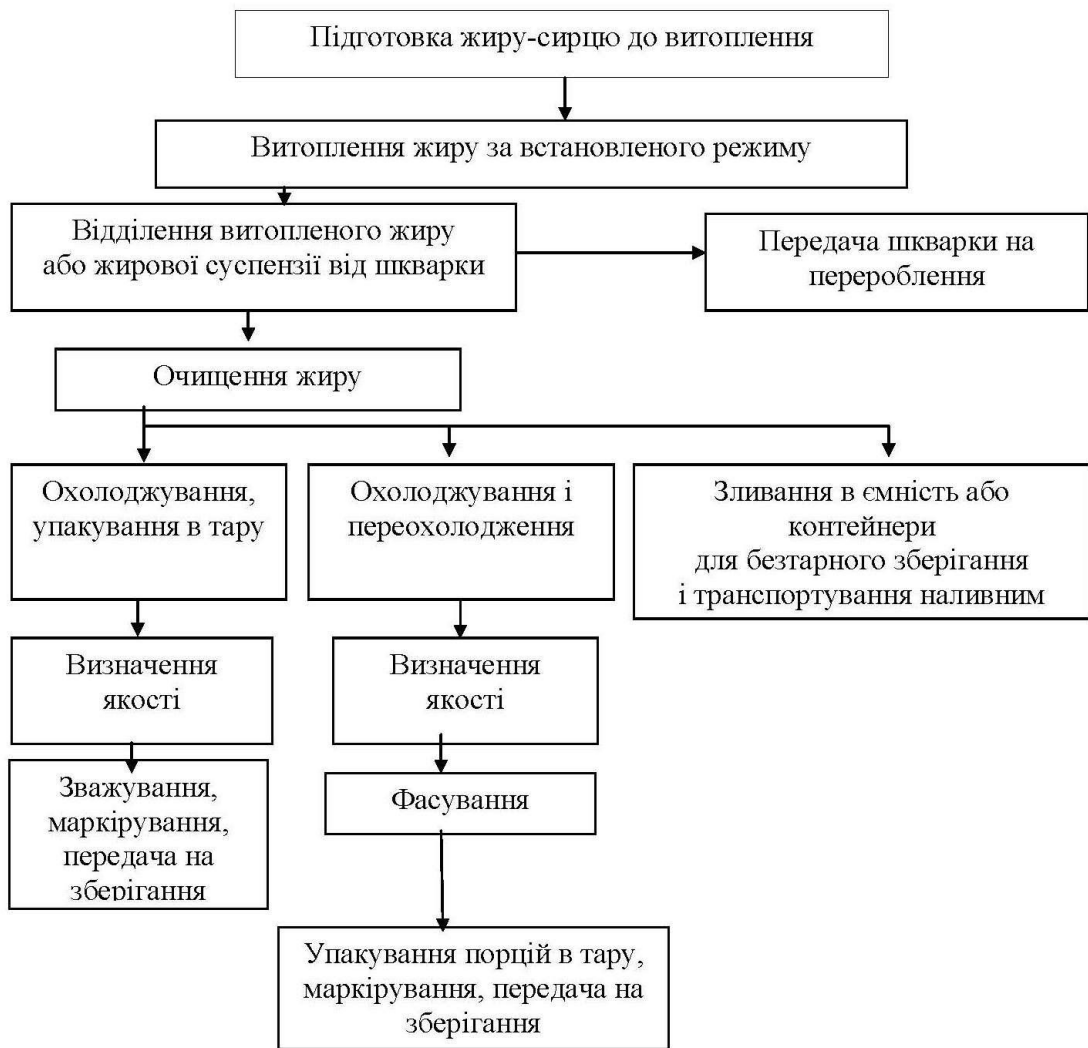 Підготовка жиру-сирцю до витоплення
Витоплення жиру за встановленого режиму
Відділення витопленого жиру
або жирової суспензії від шкварки
Передача шкварки на
перероблення
Очищення жиру
Охолоджування,
упакування в тару
Охолоджування і
переохолодження
Зливання в ємність або
контейнери
для безтарного зберігання
і транспортування наливним
Визначення
якості
Визначення
якості
Зважування,
маркірування,
передача на
зберігання
Фасування
Упакування порцій в тару,
маркірування, передача на
зберігання